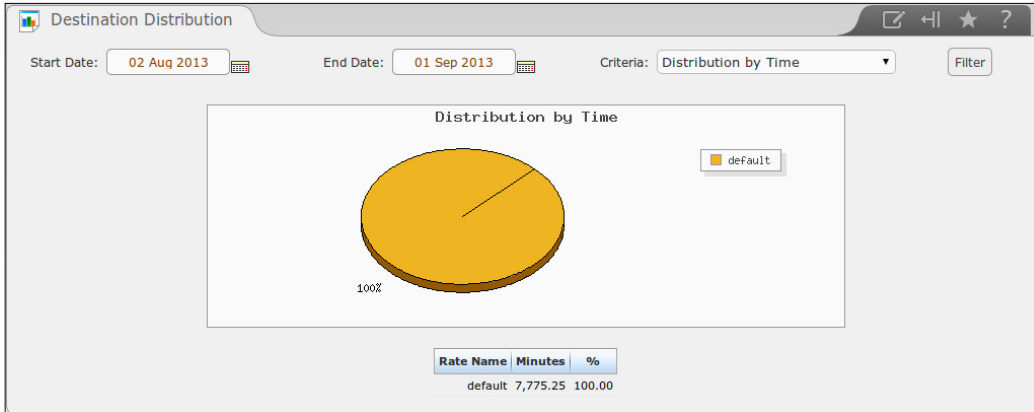 Destination Distribution
?
Start Date: 02 Aug 2013 End Date: 01 Sep 2013 Criteria: Distribution by Time Filter
Distribution by Time
default
100%
Rate Name Minutes %
default 7,775.25 100.00